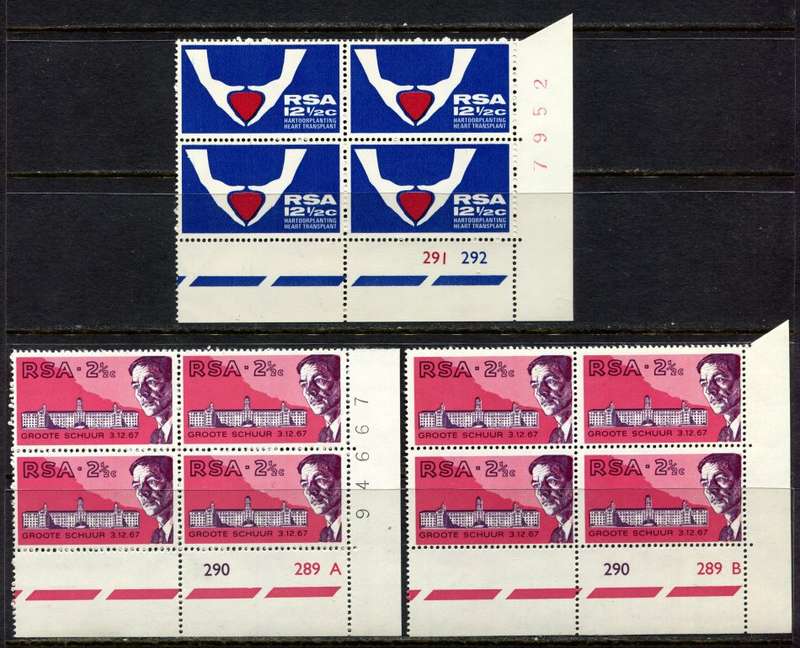 RSA
12½c
HARTOORPLANTING
HEART TRANSPLANT
RSA
12½c
HARTOORPLANTING
HEART TRANSPLANT
7952
RSA
12½c
HARTOORPLANTING
HEART TRANSPLANT
RSA
12½c
HARTOORPLANTING
HEART TRANSPLANT
291 292
RSA · 2½c
GROOTE SCHUUR 3.12.67
RSA · 2½c
GROOTE SCHUUR 3.12.67
94667
RSA · 2½c
GROOTE SCHUUR 3.12.67
RSA · 2½c
GROOTE SCHUUR 3.12.67
290 289 A
RSA · 2½c
GROOTE SCHUUR 3.12.67
RSA · 2½c
GROOTE SCHUUR 3.12.67
RSA · 2½c
GROOTE SCHUUR 3.12.67
RSA · 2½c
GROOTE SCHUUR 3.12.67
290 289 B